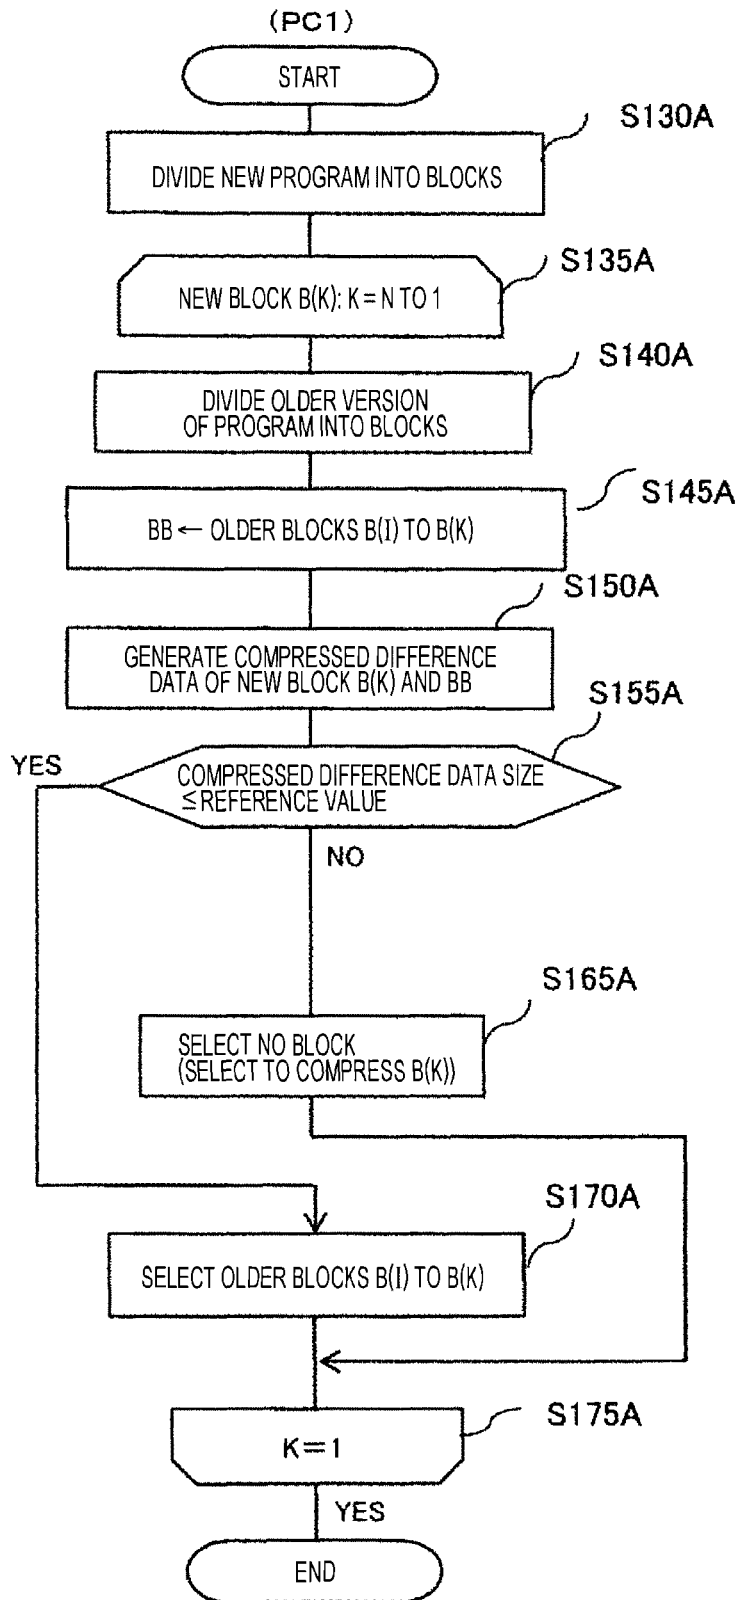 (PC1)
START
S130A
DIVIDE NEW PROGRAM INTO BLOCKS
S135A
NEW BLOCK B(K): K = N TO 1
S140A
DIVIDE OLDER VERSION
OF PROGRAM INTO BLOCKS
S145A
BB ← OLDER BLOCKS B(I) TO B(K)
S150A
GENERATE COMPRESSED DIFFERENCE
DATA OF NEW BLOCK B(K) AND BB
S155A
YES
COMPRESSED DIFFERENCE DATA SIZE
≦REFERENCE VALUE
NO
S165A
SELECT NO BLOCK
(SELECT TO COMPRESS B(K))
S170A
SELECT OLDER BLOCKS B(I) TO B(K)
S175A
K=1
YES
END